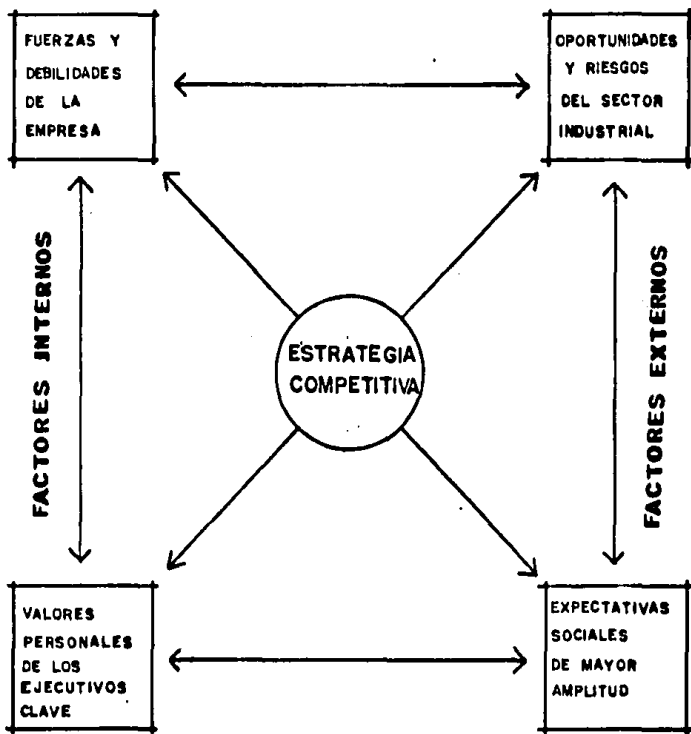 FUERZAS Y
DEBILIDADES
DE LA
EMPRESA
OPORTUNIDADES
Y RIESGOS
DEL SECTOR
INDUSTRIAL
FACTORES INTERNOS
ESTRATEGIA
COMPETITIVA
FACTORES EXTERNOS
VALORES
PERSONALES
DE LOS
EJECUTIVOS
CLAVE
EXPECTATIVAS
SOCIALES
DE MAYOR
AMPLITUD